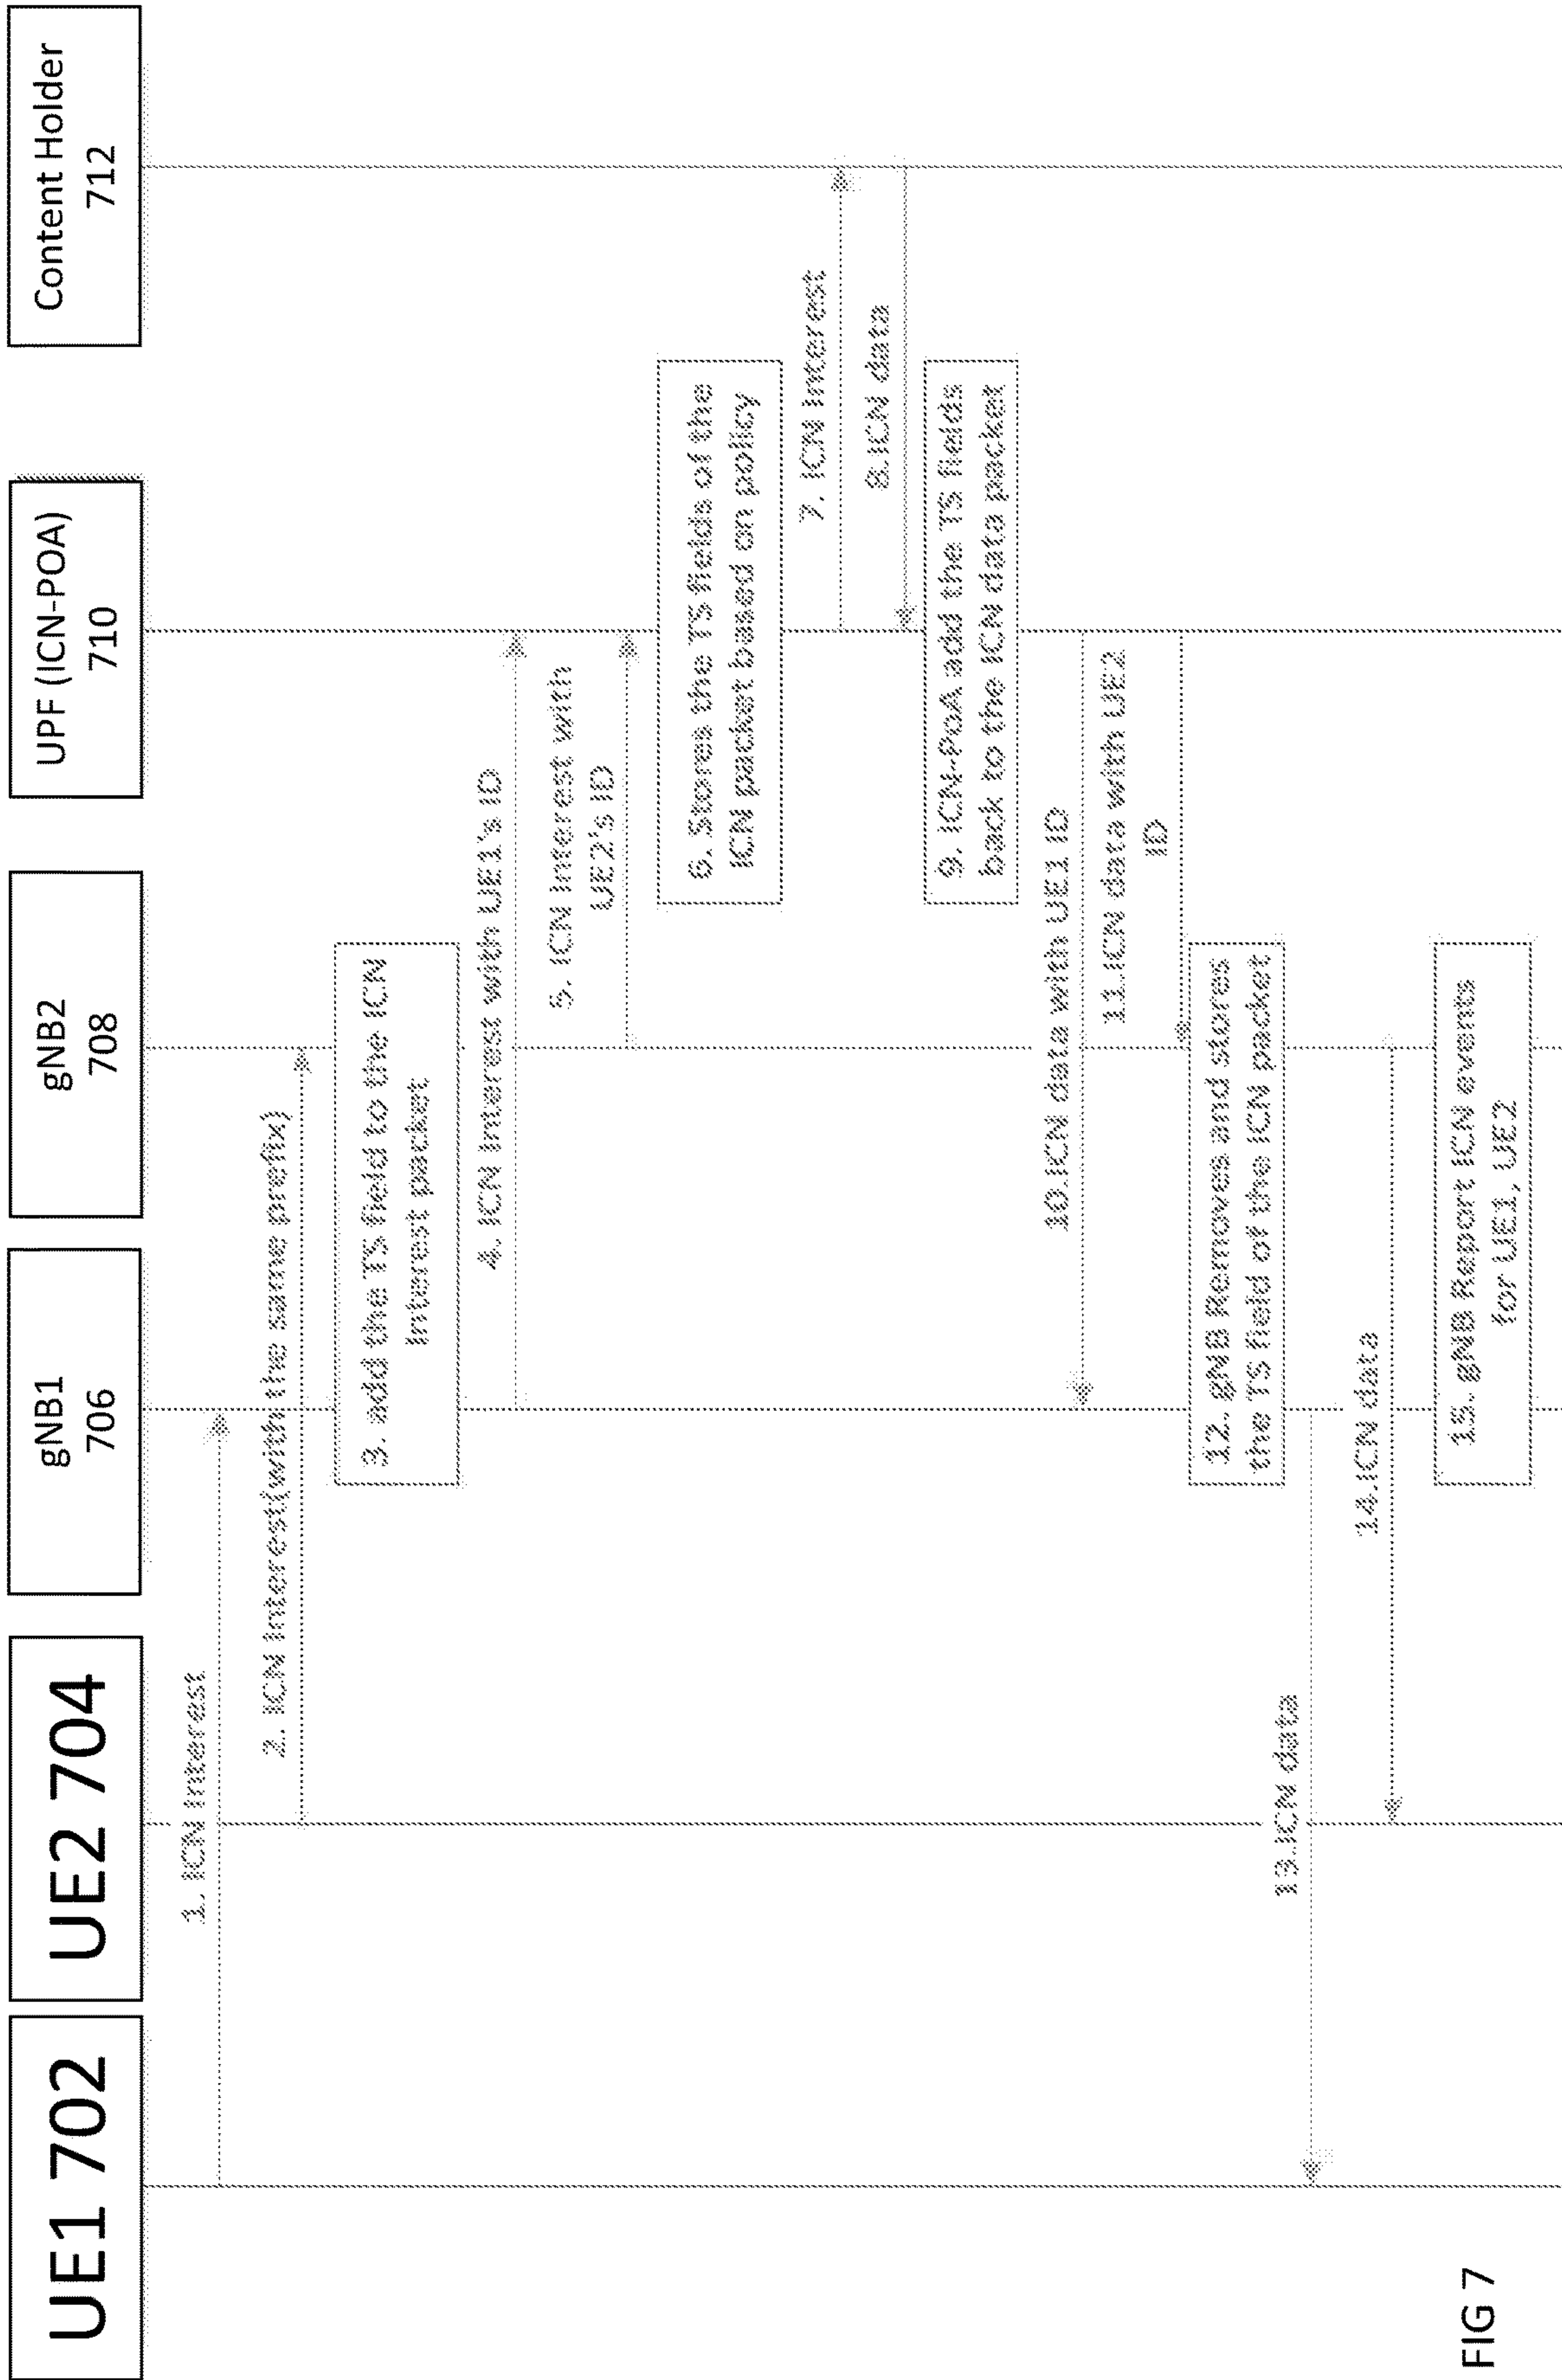 UE1 702
UE2 704
gNB1
706
gNB2
708
UPF (ICN-POA)
710
Content Holder
712
1. ICN Interest
2. ICN Interest(with the same prefix)
3. add the TS field to the ICN
Interest packet
4. ICN Interest with UE1's ID
5. ICN Interest with
UE2's ID
6. Stores the TS fields of the
ICN packet based on policy
7. ICN Interest
8.ICN data
9. ICN-PoA add the TS fields
back to the ICN data packet
10.ICN data with UE1 ID
11.ICN data with UE2
ID
12. gNB Removes and stores
the TS field of the ICN packet
13.ICN data
14.ICN data
15. gNB Report ICN events
for UE1, UE2
FIG 7